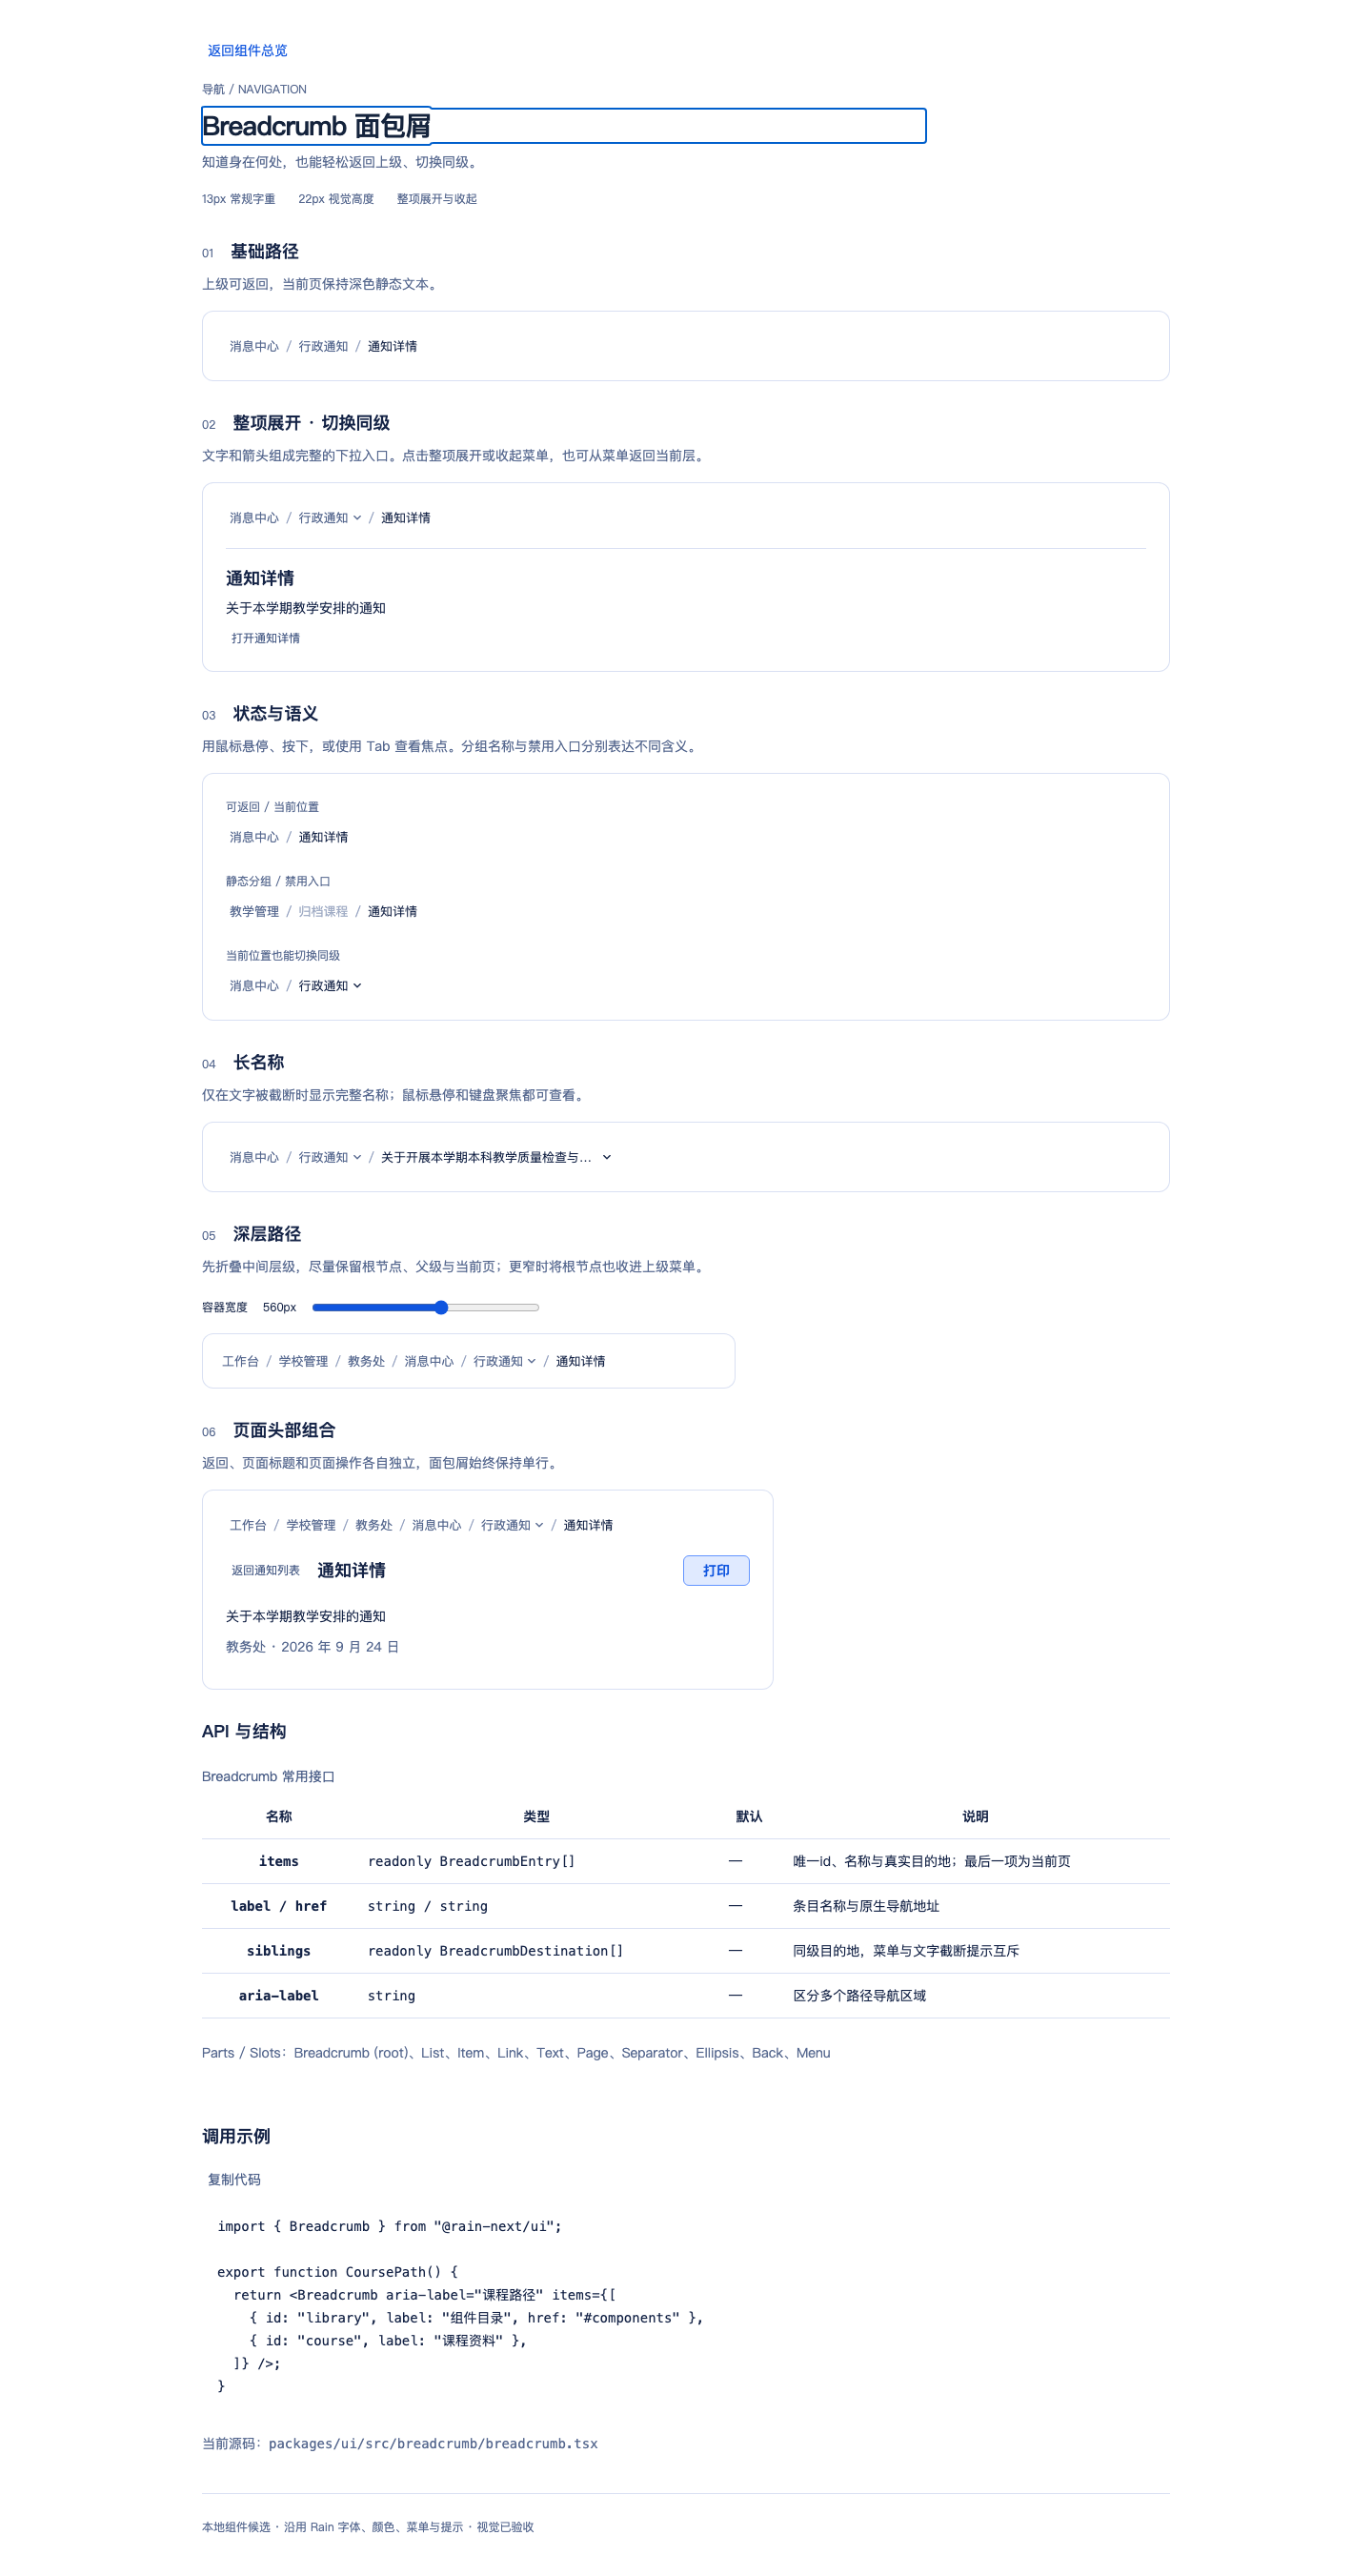 返回组件总览
导航 / NAVIGATION
Breadcrumb 面包屑
知道身在何处，也能轻松返回上级、切换同级。
13px 常规字重 22px 视觉高度 整项展开与收起
01 基础路径
上级可返回，当前页保持深色静态文本。
消息中心 / 行政通知 / 通知详情
02 整项展开 · 切换同级
文字和箭头组成完整的下拉入口。点击整项展开或收起菜单，也可从菜单返回当前层。
消息中心 / 行政通知 / 通知详情
通知详情
关于本学期教学安排的通知
打开通知详情
03 状态与语义
用鼠标悬停、按下，或使用 Tab 查看焦点。分组名称与禁用入口分别表达不同含义。
可返回 / 当前位置
消息中心 / 通知详情
静态分组 / 禁用入口
教学管理 / 归档课程 / 通知详情
当前位置也能切换同级
消息中心 / 行政通知
04 长名称
仅在文字被截断时显示完整名称；鼠标悬停和键盘聚焦都可查看。
消息中心 / 行政通知 / 关于开展本学期本科教学质量检查与...
05 深层路径
先折叠中间层级，尽量保留根节点、父级与当前页；更窄时将根节点也收进上级菜单。
容器宽度 560px
工作台 / 学校管理 / 教务处 / 消息中心 / 行政通知 / 通知详情
06 页面头部组合
返回、页面标题和页面操作各自独立，面包屑始终保持单行。
工作台 / 学校管理 / 教务处 / 消息中心 / 行政通知 / 通知详情
返回通知列表 通知详情 打印
关于本学期教学安排的通知
教务处 · 2026 年 9 月 24 日
API 与结构
Breadcrumb 常用接口
名称 类型 默认 说明
items readonly BreadcrumbEntry[] — 唯一id、名称与真实目的地；最后一项为当前页
label / href string / string — 条目名称与原生导航地址
siblings readonly BreadcrumbDestination[] — 同级目的地，菜单与文字截断提示互斥
aria-label string — 区分多个路径导航区域
Parts / Slots：Breadcrumb (root)、List、Item、Link、Text、Page、Separator、Ellipsis、Back、Menu
调用示例
复制代码
import { Breadcrumb } from "@rain-next/ui";
export function CoursePath() {
return <Breadcrumb aria-label="课程路径" items={[
{ id: "library", label: "组件目录", href: "#components" },
{ id: "course", label: "课程资料" },
]} />;
}
当前源码：packages/ui/src/breadcrumb/breadcrumb.tsx
本地组件候选 · 沿用 Rain 字体、颜色、菜单与提示 · 视觉已验收